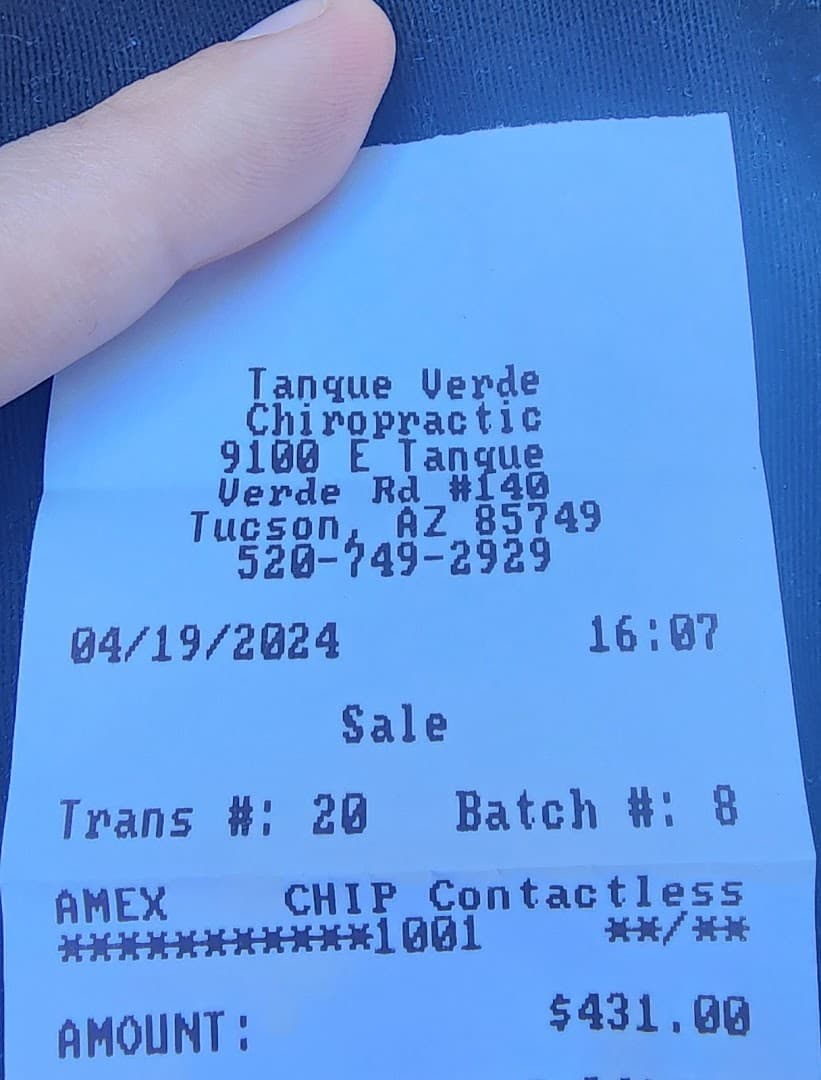 Tanque Verde
Chiropractic
9100 E Tanque
Verde Rd #140
Tucson, AZ 85749
520-749-2929
04/19/2024 16:07
Sale
Trans #: 20 Batch #: 8
AMEX CHIP Contactless
***********1001 **/**
AMOUNT: $431.00